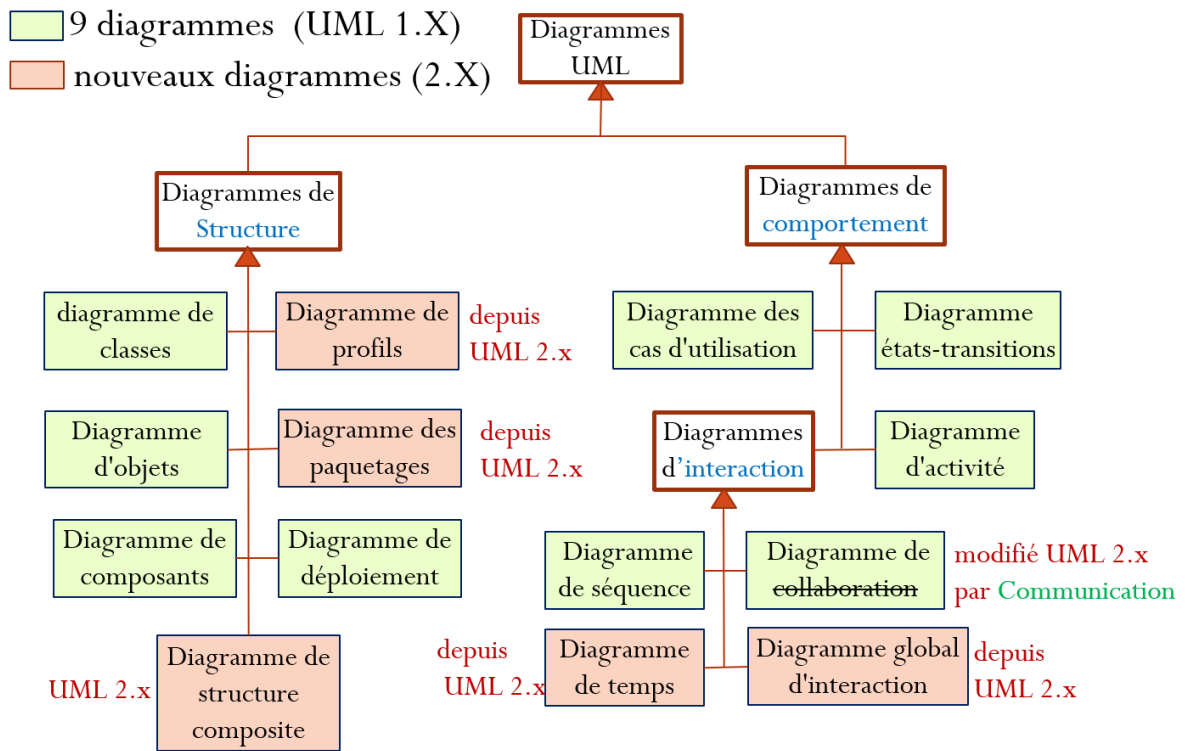 9 diagrammes (UML 1.X)
nouveaux diagrammes (2.X)
Diagrammes
UML
Diagrammes de
Structure
Diagrammes de
comportement
diagramme de
classes
Diagramme de
profils
depuis
UML 2.x
Diagramme des
cas d'utilisation
Diagramme
états-transitions
Diagramme
d'objets
Diagramme des
paquetages
depuis
UML 2.x
Diagrammes
d’interaction
Diagramme
d'activité
Diagramme de
composants
Diagramme de
déploiement
Diagramme
de séquence
Diagramme de
collaboration
modifié UML 2.x
par Communication
UML 2.x
Diagramme de
structure
composite
depuis
UML 2.x
Diagramme
de temps
Diagramme global
d'interaction
depuis
UML 2.x